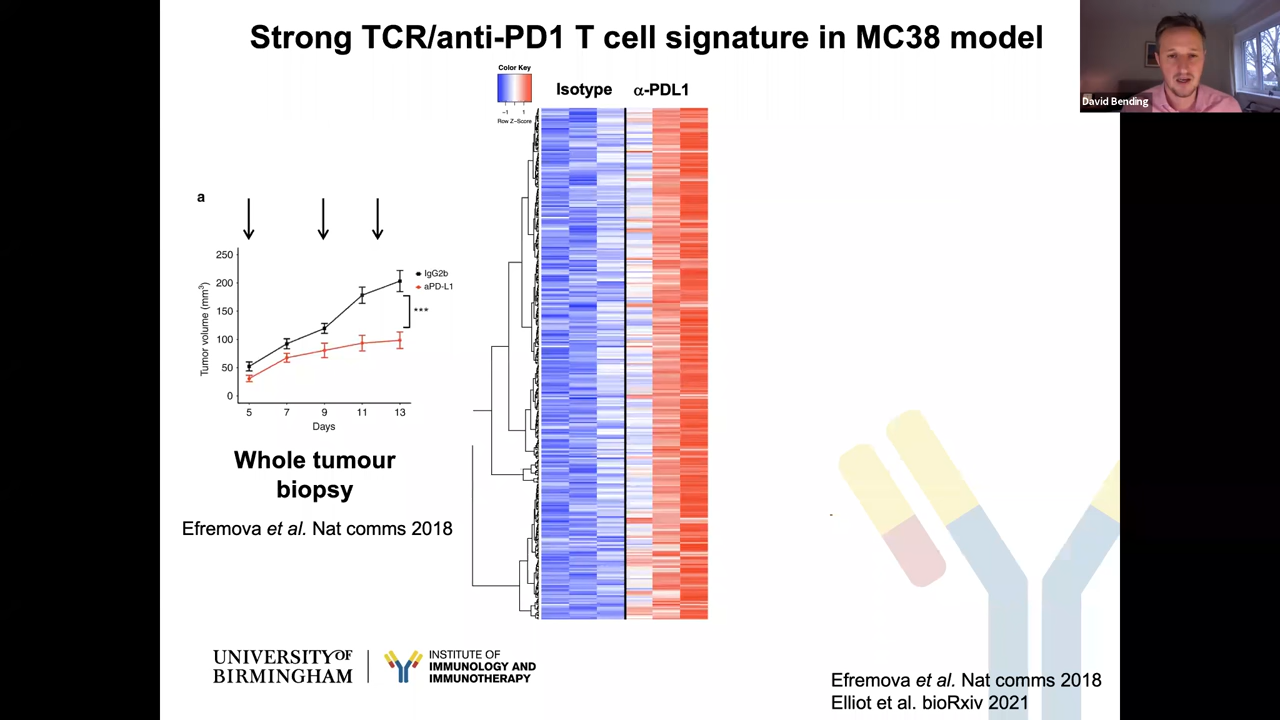 Strong TCR/anti-PD1 T cell signature in MC38 model
David Bending
Color Key
−1 1
Row Z−Score
Isotype α-PDL1
a
250
200
150
100
50
0
Tumor volume (mm³)
IgG2b
aPD-L1
***
5 7 9 11 13
Days
Whole tumour
biopsy
Efremova et al. Nat comms 2018
UNIVERSITY OF
BIRMINGHAM
INSTITUTE OF
IMMUNOLOGY AND
IMMUNOTHERAPY
Efremova et al. Nat comms 2018
Elliot et al. bioRxiv 2021